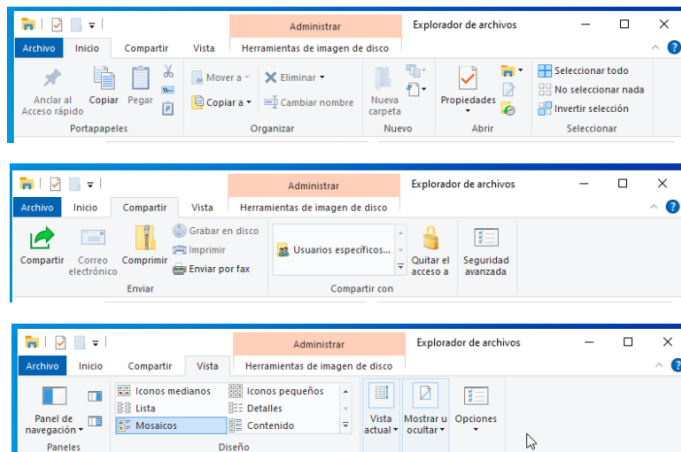 Administrar Explorador de archivos
Archivo Inicio Compartir Vista Herramientas de imagen de disco
Anclar al Acceso rápido Copiar Pegar Mover a Copiar a Eliminar Cambiar nombre Nueva carpeta Propiedades Seleccionar todo No seleccionar nada Invertir selección
Portapapeles Organizar Nuevo Abrir Seleccionar
Administrar Explorador de archivos
Archivo Inicio Compartir Vista Herramientas de imagen de disco
Compartir Correo electrónico Comprimir Grabar en disco Imprimir Enviar por fax Usuarios específicos... Quitar el acceso a Seguridad avanzada
Enviar Compartir con
Administrar Explorador de archivos
Archivo Inicio Compartir Vista Herramientas de imagen de disco
Panel de navegación Iconos medianos Iconos pequeños Lista Detalles Mosaicos Contenido Vista actual Mostrar u ocultar Opciones
Paneles Diseño